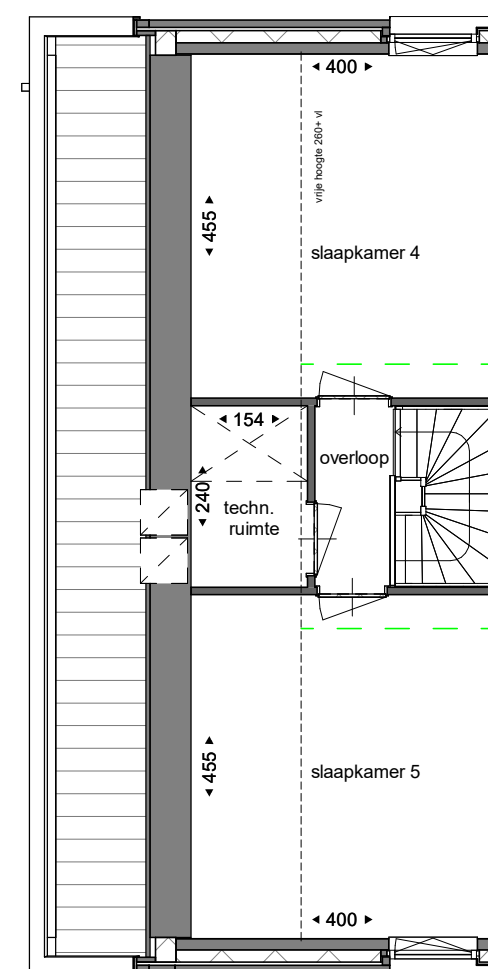 400
vrije hoogte 260+ vl
455
slaapkamer 4
154
overloop
240
techn.
ruimte
455
slaapkamer 5
400